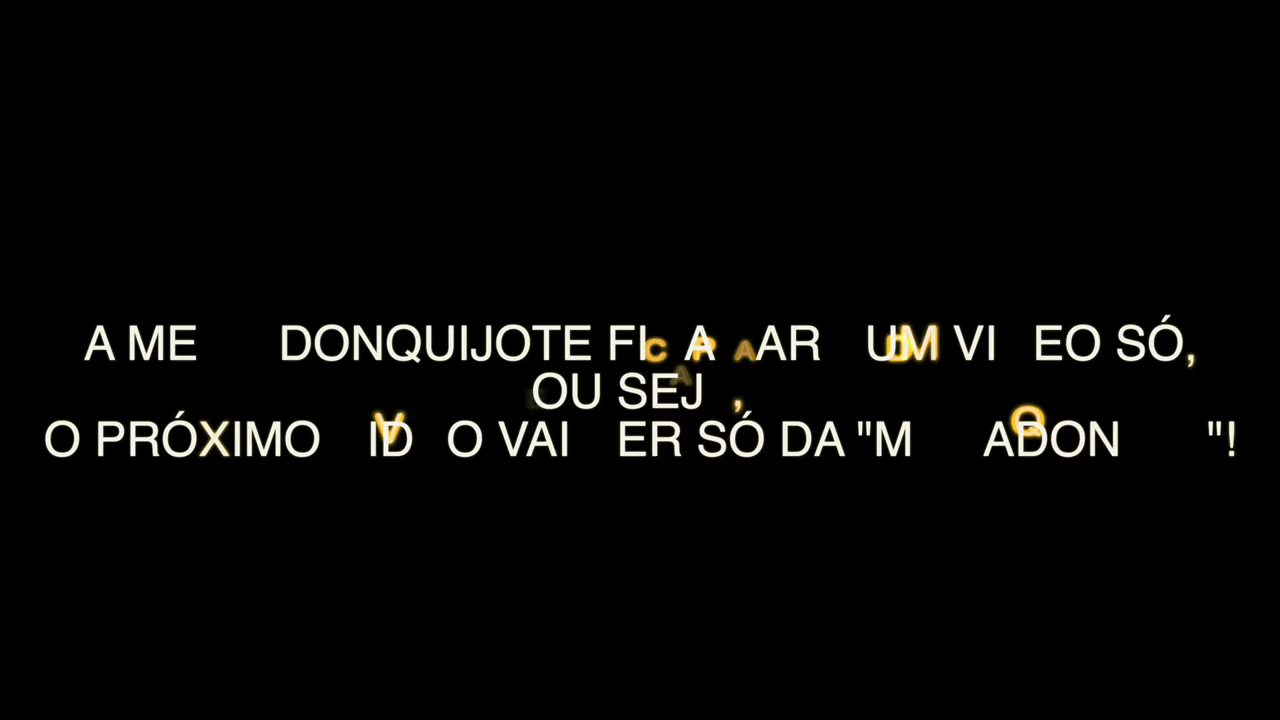 A ME DONQUIJOTE FI A AR UM VI EO SÓ,
OU SEJ ,
O PRÓXIMO ID O VAI ER SÓ DA "M ADON "!